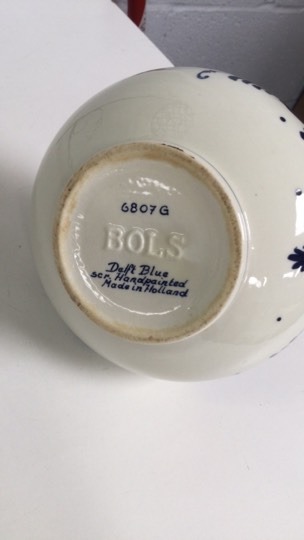 6807G
BOLS
Delft Blue
scr. Handpainted
Made in Holland